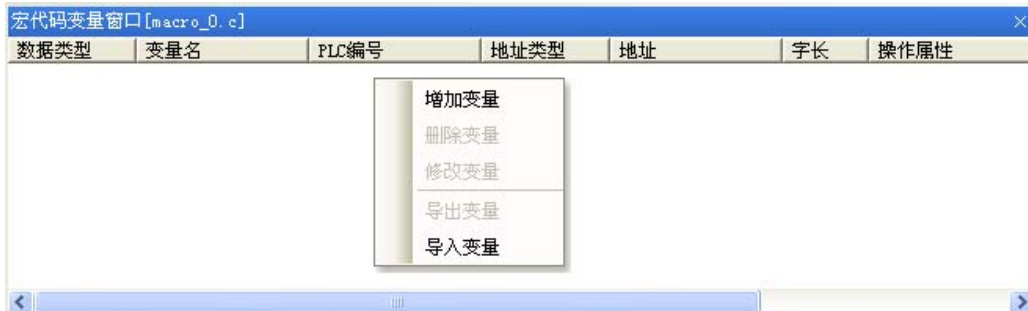 宏代码变量窗口[macro_0.c]
数据类型 变量名 PLC编号 地址类型 地址 字长 操作属性
增加变量
删除变量
修改变量
导出变量
导入变量